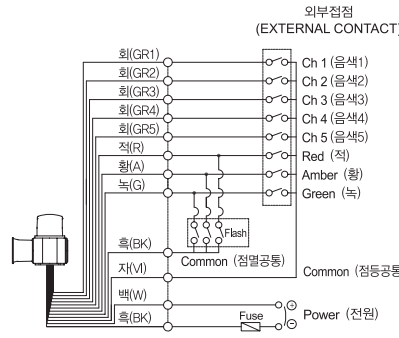 외부접점
(EXTERNAL CONTACT)
회(GR1) Ch 1 (음색1)
회(GR2) Ch 2 (음색2)
회(GR3) Ch 3 (음색3)
회(GR4) Ch 4 (음색4)
회(GR5) Ch 5 (음색5)
적(R) Red (적)
황(A) Amber (황)
녹(G) Green (녹)
Flash
흑(BK)
Common (점멸공통)
자(VI) Common (점등공통
백(W)
Fuse Power (전원)
흑(BK)